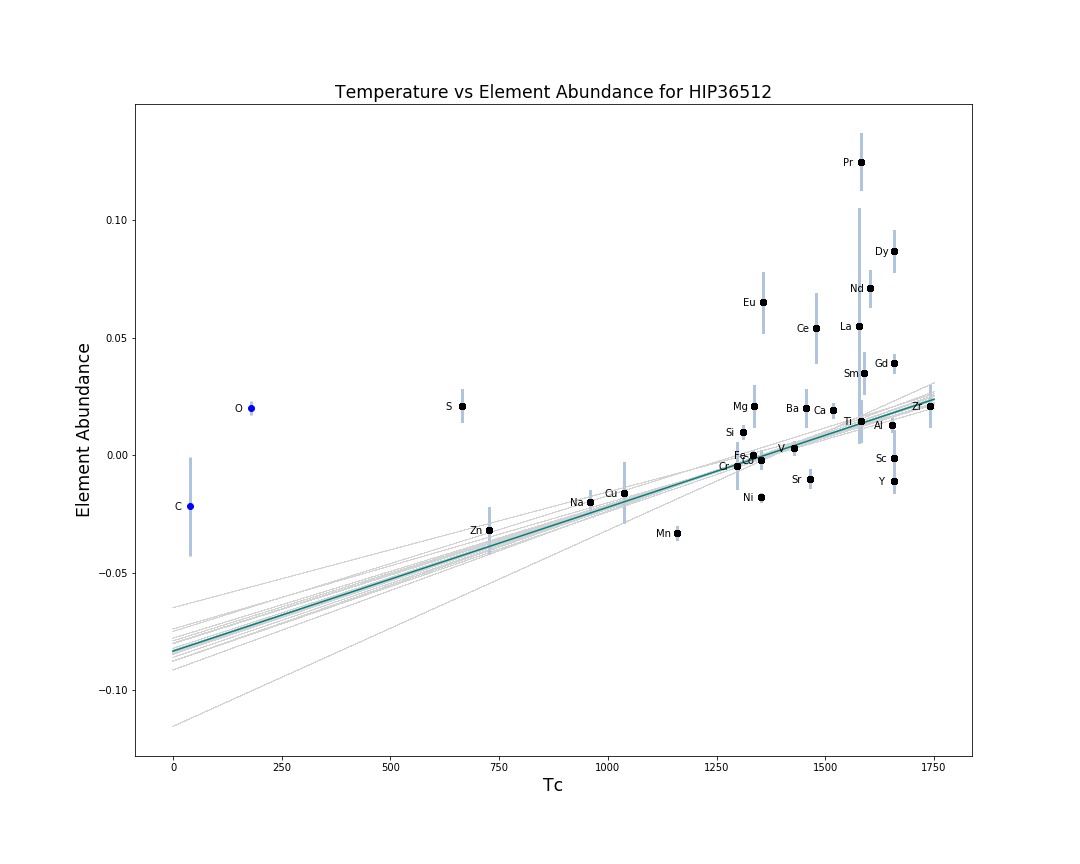 Temperature vs Element Abundance for HIP36512
Element Abundance
0.10
0.05
0.00
−0.05
−0.10
Pr
Dy
Nd
Eu
Ce
La
Gd
Sm
O
S
Mg
Ba
Ca
Zr
Ti
Al
Si
V
Fe
Co
Sc
Cr
Sr
Y
Cu
Ni
Na
C
Zn
Mn
0
250
500
750
1000
1250
1500
1750
Tc